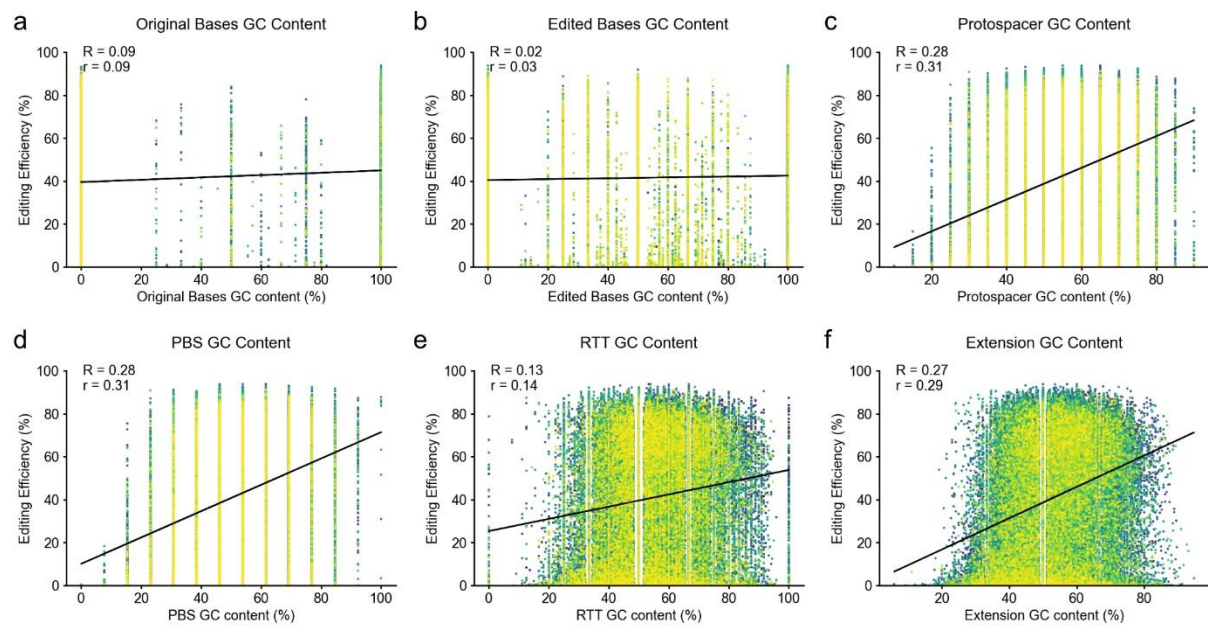 a
Original Bases GC Content
R = 0.09
r = 0.09
Editing Efficiency (%)
100
80
60
40
20
0
0 20 40 60 80 100
Original Bases GC content (%)
b
Edited Bases GC Content
R = 0.02
r = 0.03
Editing Efficiency (%)
100
80
60
40
20
0
0 20 40 60 80 100
Edited Bases GC content (%)
c
Protospacer GC Content
R = 0.28
r = 0.31
Editing Efficiency (%)
100
80
60
40
20
0
20 40 60 80
Protospacer GC content (%)
d
PBS GC Content
R = 0.28
r = 0.31
Editing Efficiency (%)
100
80
60
40
20
0
0 20 40 60 80 100
PBS GC content (%)
e
RTT GC Content
R = 0.13
r = 0.14
Editing Efficiency (%)
100
80
60
40
20
0
0 20 40 60 80 100
RTT GC content (%)
f
Extension GC Content
R = 0.27
r = 0.29
Editing Efficiency (%)
100
80
60
40
20
0
20 40 60 80
Extension GC content (%)